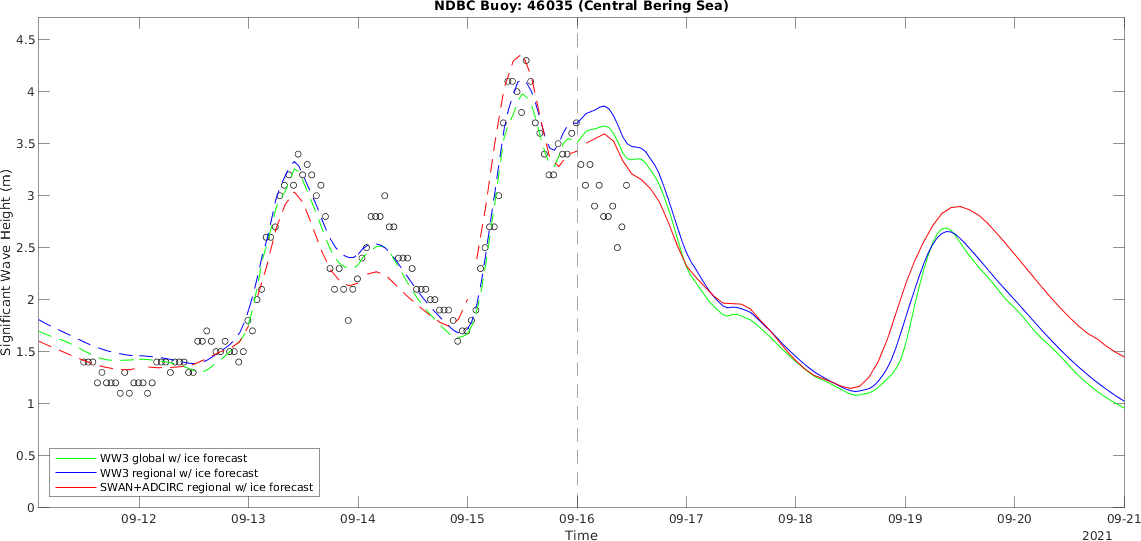 NDBC Buoy: 46035 (Central Bering Sea)
4.5
4
3.5
3
2.5
2
1.5
1
0.5
0
Significant Wave Height (m)
WW3 global w/ ice forecast
WW3 regional w/ ice forecast
SWAN+ADCIRC regional w/ ice forecast
09-12 09-13 09-14 09-15 09-16 09-17 09-18 09-19 09-20 09-21
Time
2021